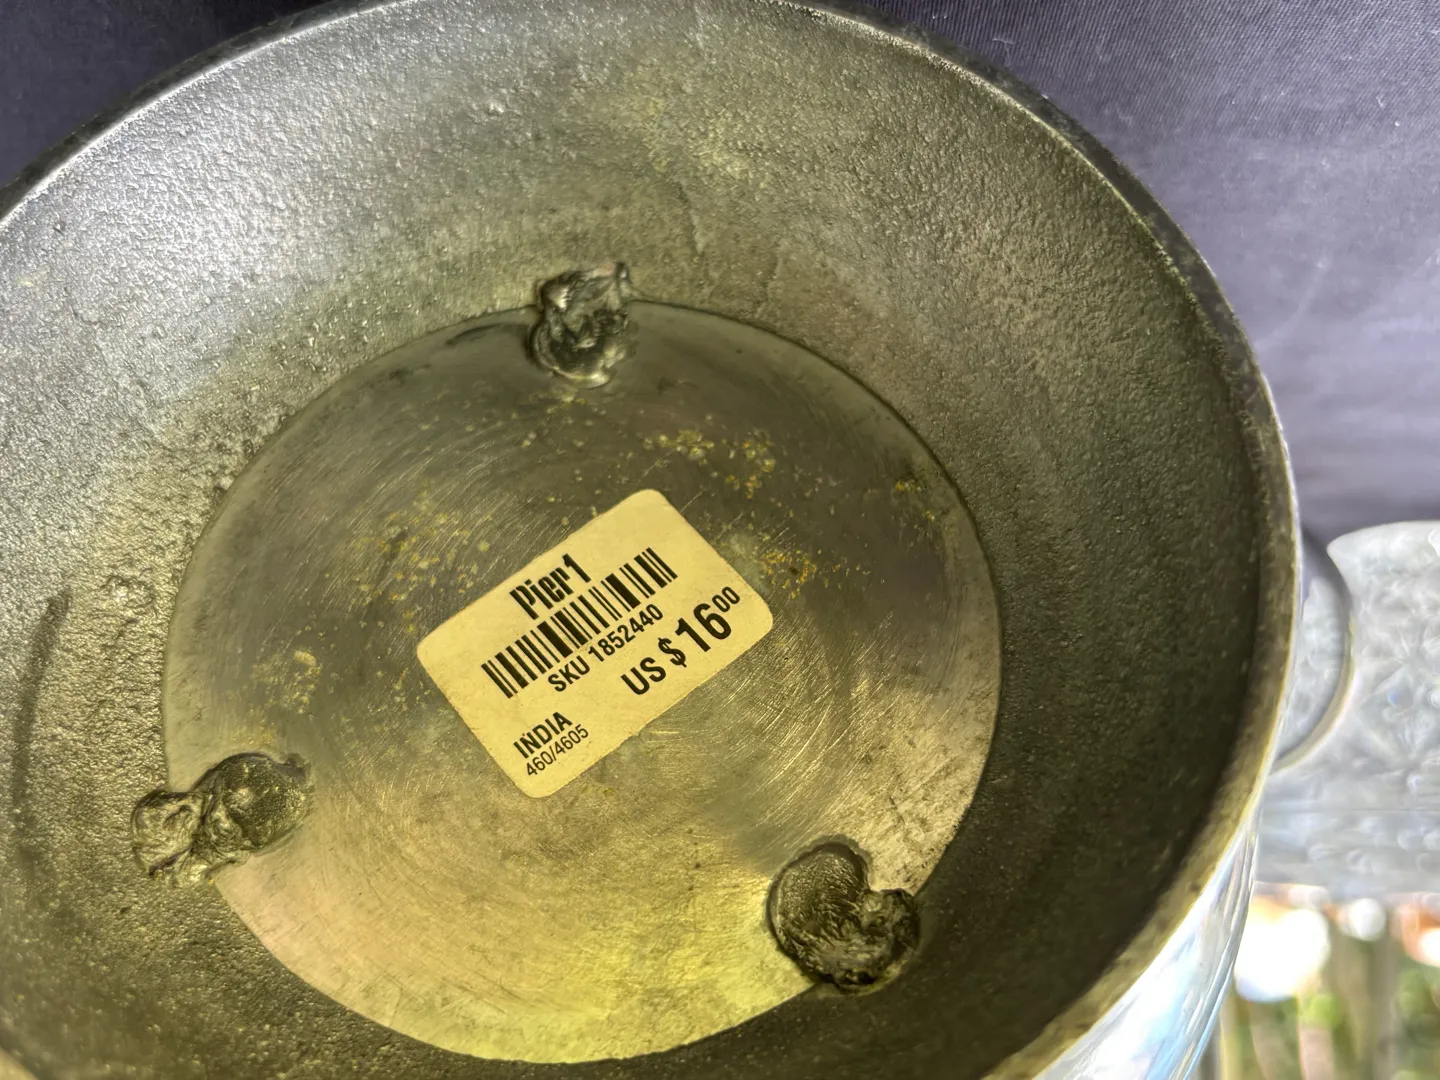 Pier1
SKU 1852440
US $ 16⁰⁰
INDIA
460/4605